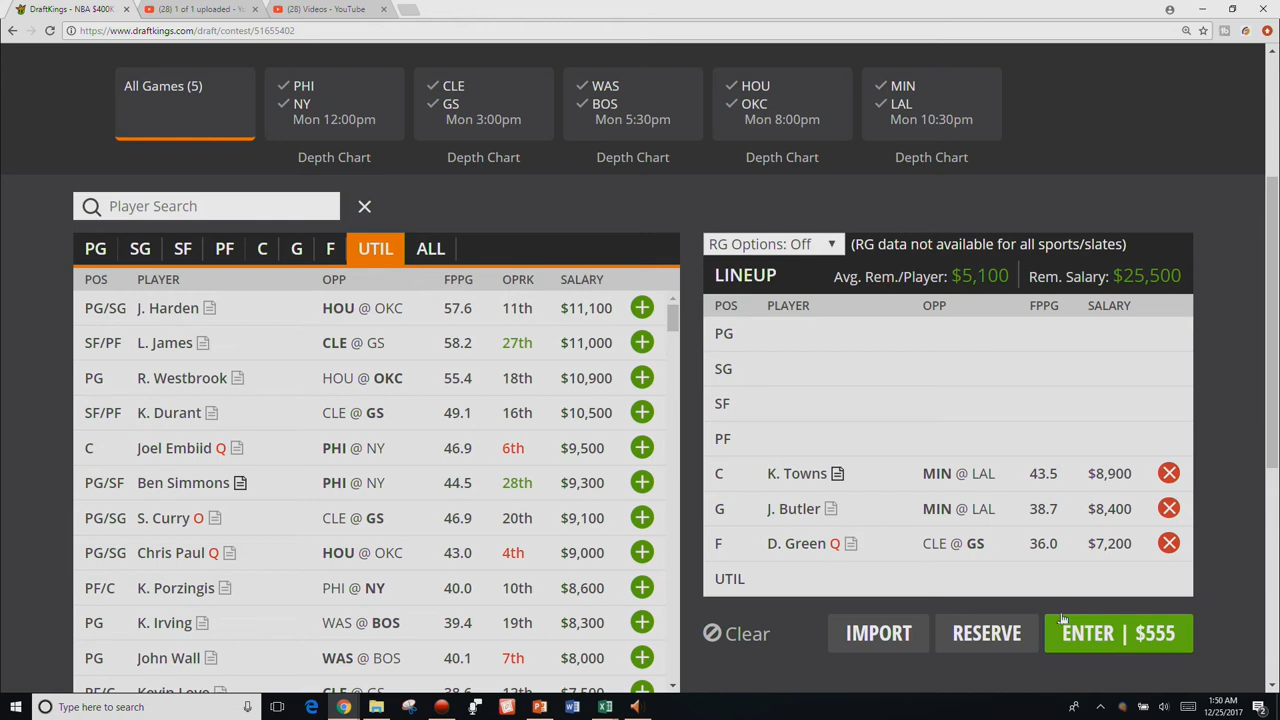 DraftKings - NBA $400K
(28) 1 of 1 uploaded - YouT
(28) Videos - YouTube
https://www.draftkings.com/draft/contest/51655402
All Games (5)
PHI
NY
Mon 12:00pm
CLE
GS
Mon 3:00pm
WAS
BOS
Mon 5:30pm
HOU
OKC
Mon 8:00pm
MIN
LAL
Mon 10:30pm
Depth Chart Depth Chart Depth Chart Depth Chart Depth Chart
Player Search
PG SG SF PF C G F UTIL ALL
POS PLAYER OPP FPPG OPRK SALARY
PG/SG J. Harden HOU @ OKC 57.6 11th $11,100
SF/PF L. James CLE @ GS 58.2 27th $11,000
PG R. Westbrook HOU @ OKC 55.4 18th $10,900
SF/PF K. Durant CLE @ GS 49.1 16th $10,500
C Joel Embiid Q PHI @ NY 46.9 6th $9,500
PG/SF Ben Simmons PHI @ NY 44.5 28th $9,300
PG/SG S. Curry O CLE @ GS 46.9 20th $9,100
PG/SG Chris Paul Q HOU @ OKC 43.0 4th $9,000
PF/C K. Porzingis PHI @ NY 40.0 10th $8,600
PG K. Irving WAS @ BOS 39.4 19th $8,300
PG John Wall WAS @ BOS 40.1 7th $8,000
PF/C Kevin Love CLE @ GS 38.6 12th $7,500
RG Options: Off (RG data not available for all sports/slates)
LINEUP Avg. Rem./Player: $5,100 Rem. Salary: $25,500
POS PLAYER OPP FPPG SALARY
PG
SG
SF
PF
C K. Towns MIN @ LAL 43.5 $8,900
G J. Butler MIN @ LAL 38.7 $8,400
F D. Green Q CLE @ GS 36.0 $7,200
UTIL
Clear IMPORT RESERVE ENTER | $555
Type here to search
1:50 AM
12/25/2017